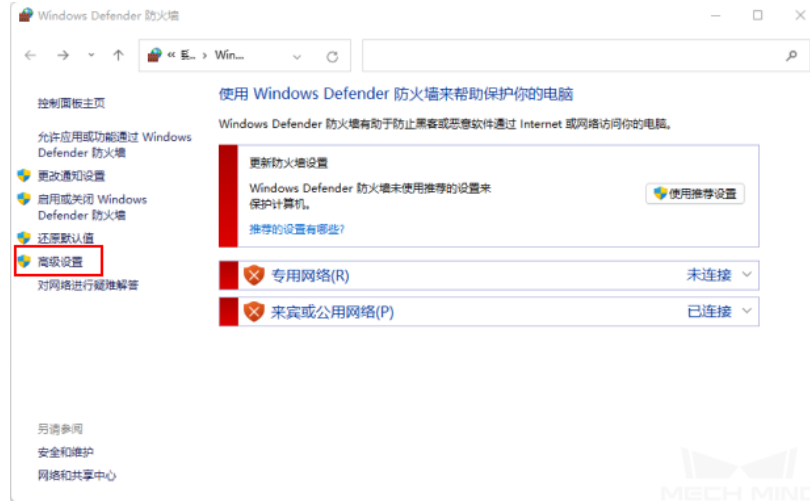 Windows Defender 防火墙
« 系… › Win…
控制面板主页
允许应用或功能通过 Windows
Defender 防火墙
更改通知设置
启用或关闭 Windows
Defender 防火墙
还原默认值
高级设置
对网络进行疑难解答
使用 Windows Defender 防火墙来帮助保护你的电脑
Windows Defender 防火墙有助于防止黑客或恶意软件通过 Internet 或网络访问你的电脑。
更新防火墙设置
Windows Defender 防火墙未使用推荐的设置来
保护计算机。
使用推荐设置
推荐的设置有哪些?
专用网络(R) 未连接
来宾或公用网络(P) 已连接
另请参阅
安全和维护
网络和共享中心
MECH MIND